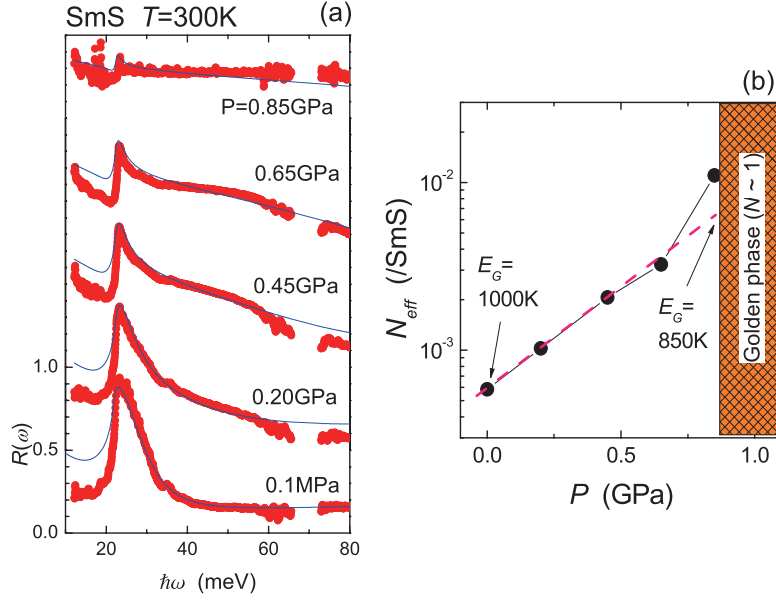 SmS T=300K (a)
P=0.85GPa
0.65GPa
0.45GPa
0.20GPa
0.1MPa
1.0
0.5
0.0
R(ω)
20 40 60 80
ħω (meV)
(b)
10⁻²
10⁻³
N_eff (/SmS)
E_G=
1000K
E_G=
850K
Golden phase (N ~ 1)
0.0 0.5 1.0
P (GPa)